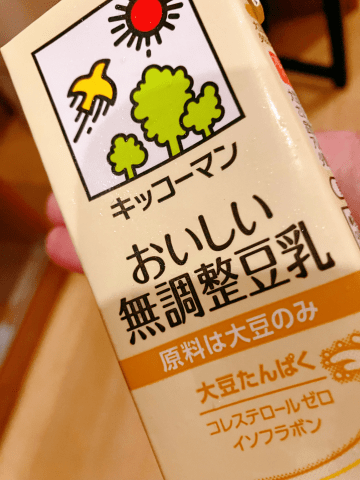 キッコーマン
おいしい
無調整豆乳
原料は大豆のみ
大豆たんぱく
コレステロールゼロ
イソフラボン